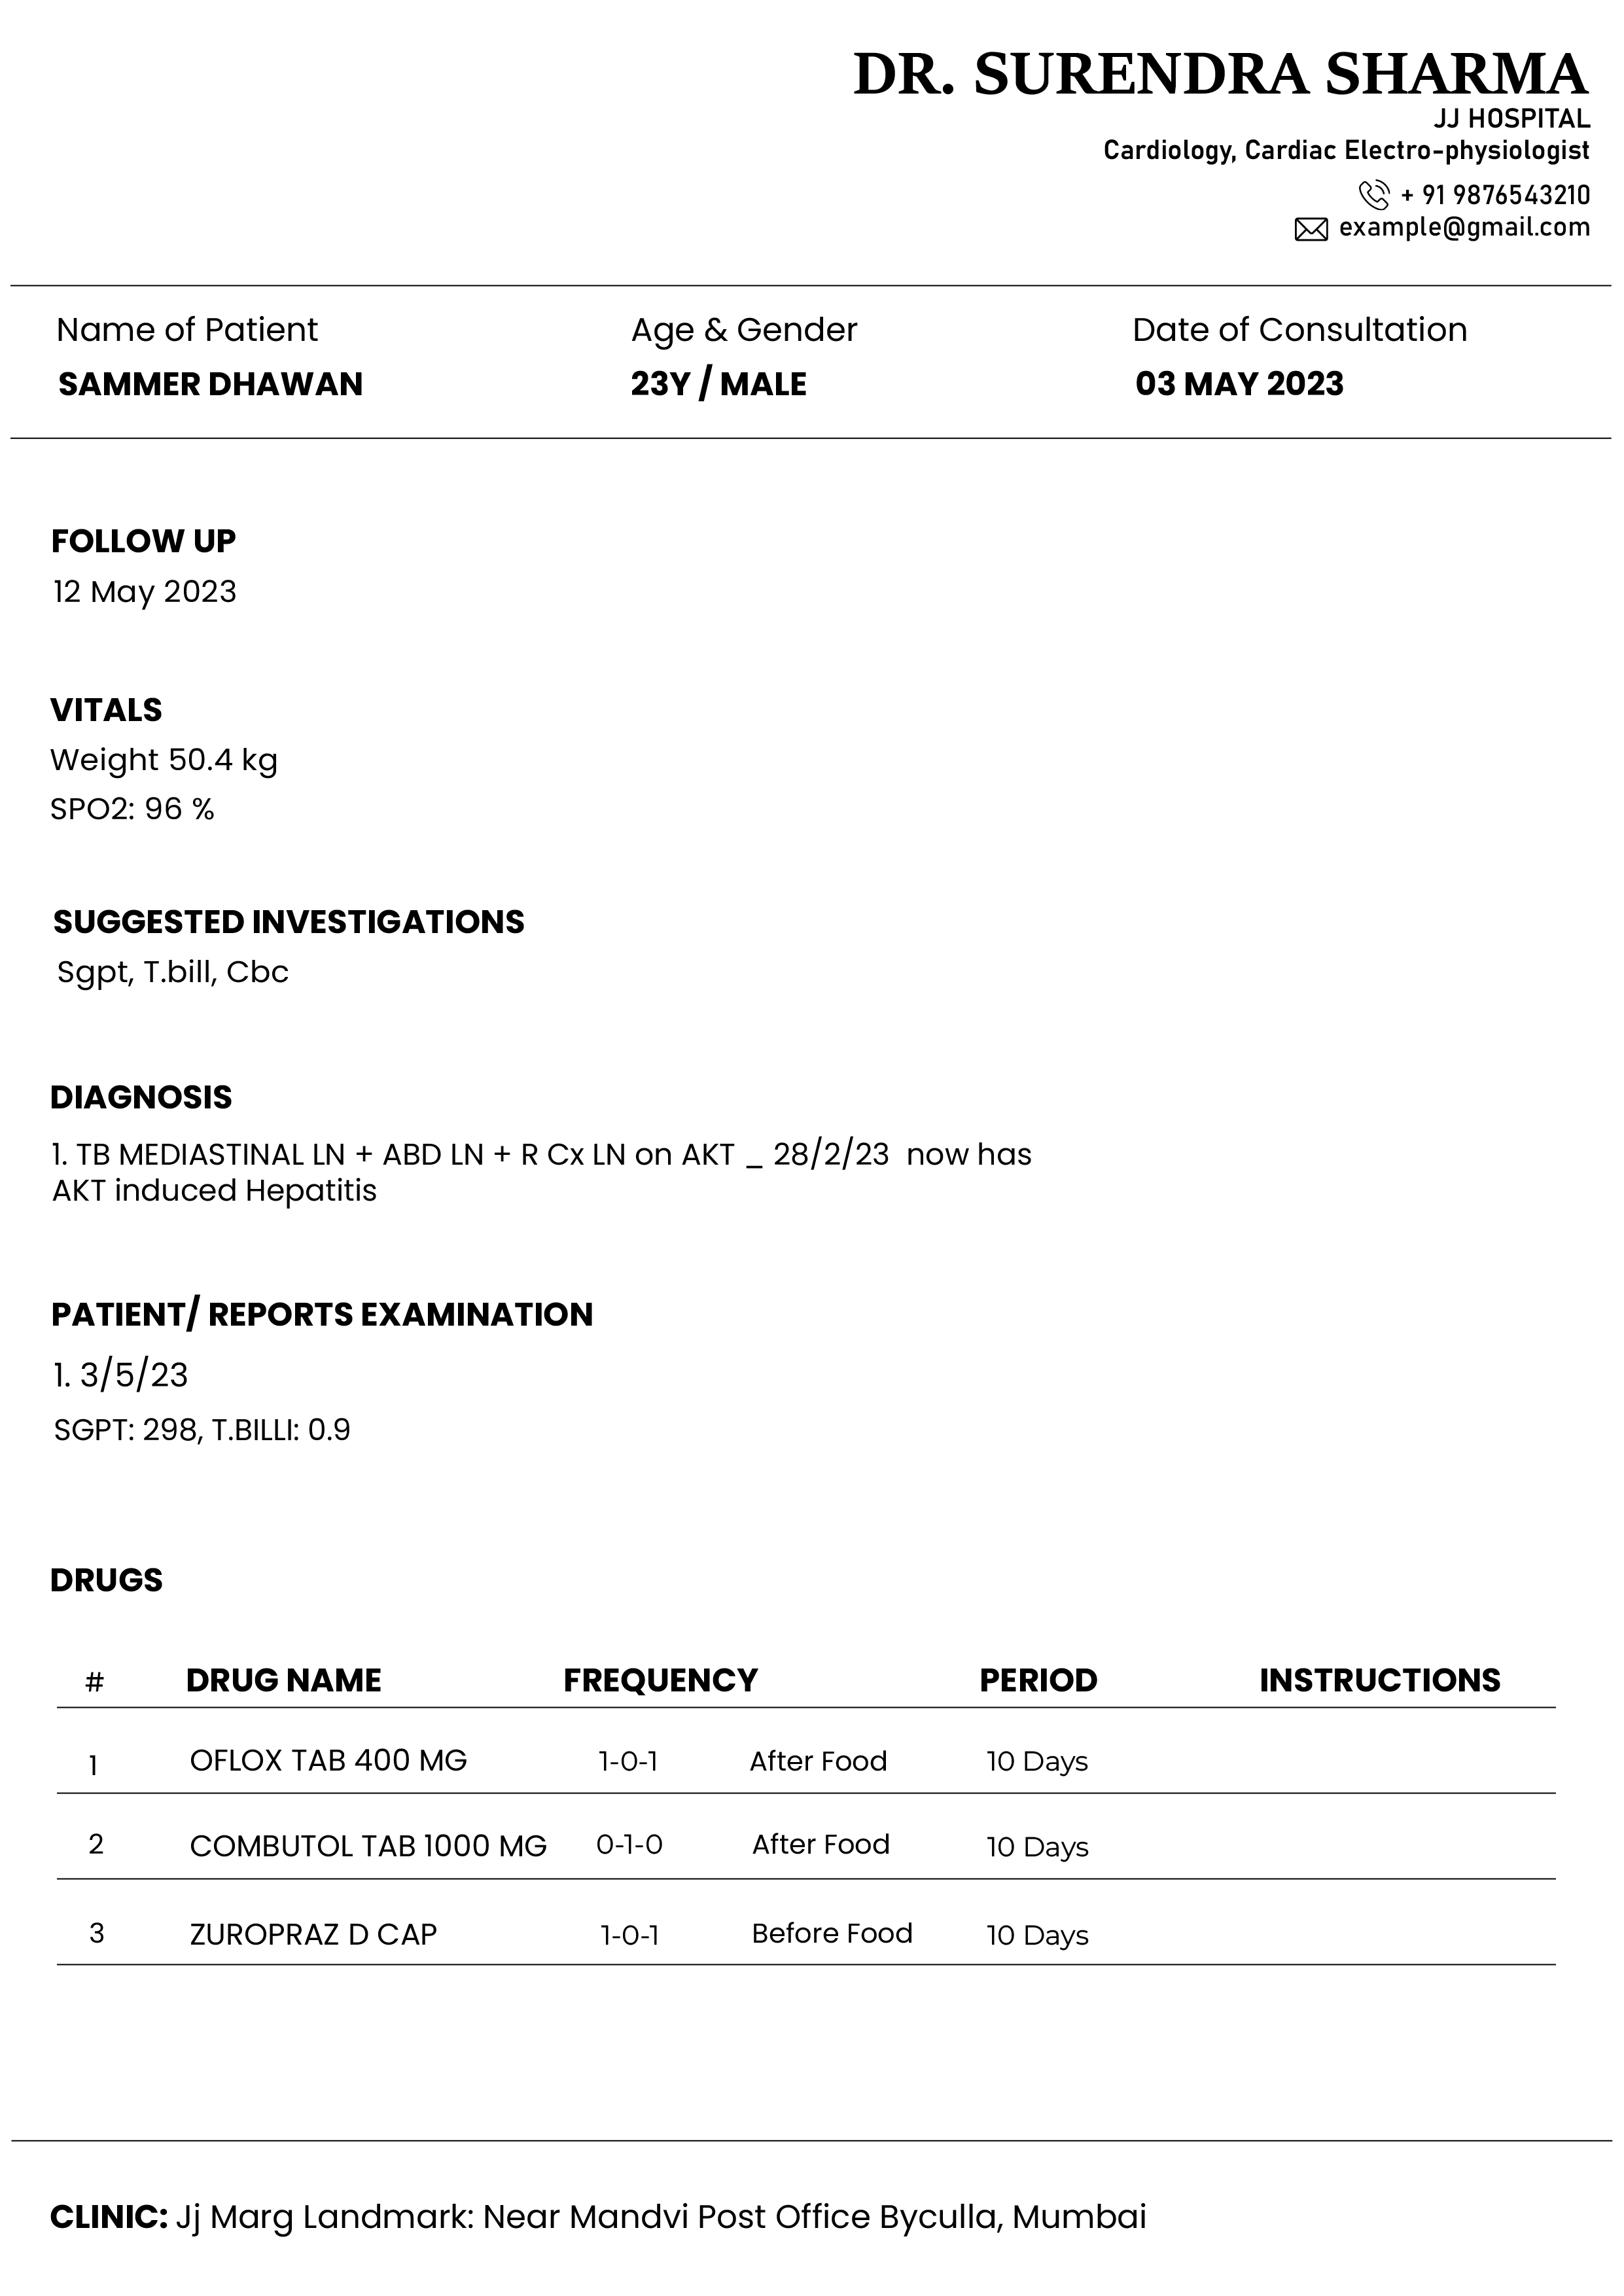 DR. SURENDRA SHARMA
JJ HOSPITAL
Cardiology, Cardiac Electro-physiologist
+ 91 9876543210
example@gmail.com
Name of Patient Age & Gender Date of Consultation
SAMMER DHAWAN 23Y / MALE 03 MAY 2023
FOLLOW UP
12 May 2023
VITALS
Weight 50.4 kg
SPO2: 96 %
SUGGESTED INVESTIGATIONS
Sgpt, T.bill, Cbc
DIAGNOSIS
1. TB MEDIASTINAL LN + ABD LN + R Cx LN on AKT _ 28/2/23 now has
AKT induced Hepatitis
PATIENT/ REPORTS EXAMINATION
1. 3/5/23
SGPT: 298, T.BILLI: 0.9
DRUGS
# DRUG NAME FREQUENCY PERIOD INSTRUCTIONS
1 OFLOX TAB 400 MG 1-0-1 After Food 10 Days
2 COMBUTOL TAB 1000 MG 0-1-0 After Food 10 Days
3 ZUROPRAZ D CAP 1-0-1 Before Food 10 Days
CLINIC: Jj Marg Landmark: Near Mandvi Post Office Byculla, Mumbai